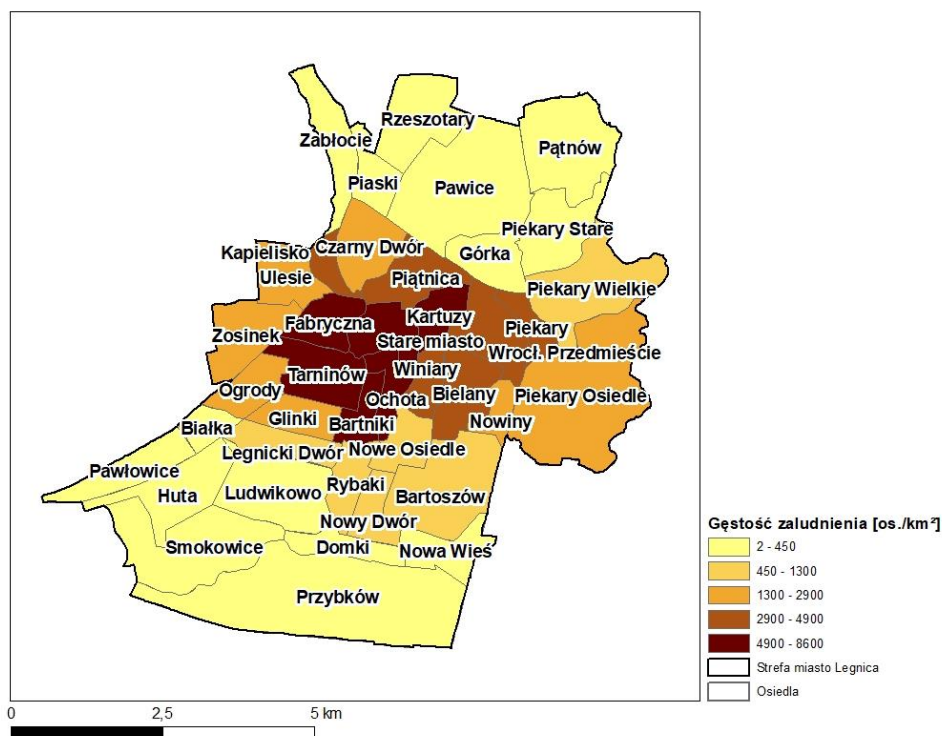 Rzeszotary
Zabłocie
Pątnów
Piaski
Pawice
Piekary Stare
Czarny Dwór
Kąpielisko
Górka
Ulesie
Piątnica
Piekary Wielkie
Kartuzy
Fabryczna
Piekary
Zosinek
Stare miasto
Wrocł. Przedmieście
Tarninów
Winiary
Ogrody
Ochota
Bielany
Piekary Osiedle
Glinki
Bartniki
Nowiny
Białka
Legnicki Dwór
Nowe Osiedle
Pawłowice
Huta
Ludwikowo
Rybaki
Bartoszów
Nowy Dwór
Smokowice
Domki
Nowa Wieś
Przybków
Gęstość zaludnienia [os./km²]
2 - 450
450 - 1300
1300 - 2900
2900 - 4900
4900 - 8600
Strefa miasto Legnica
Osiedla
0 2,5 5 km